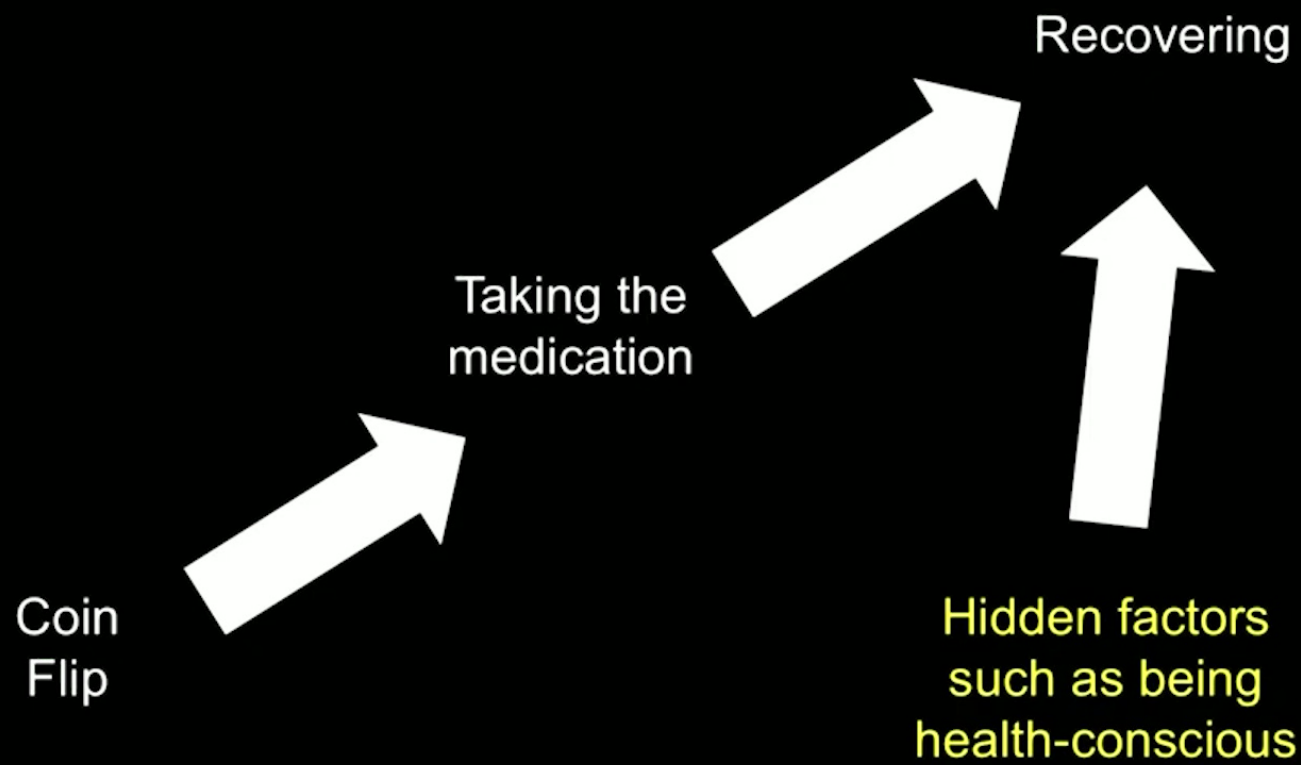 Recovering
Taking the
medication
Coin
Flip
Hidden factors
such as being
health-conscious